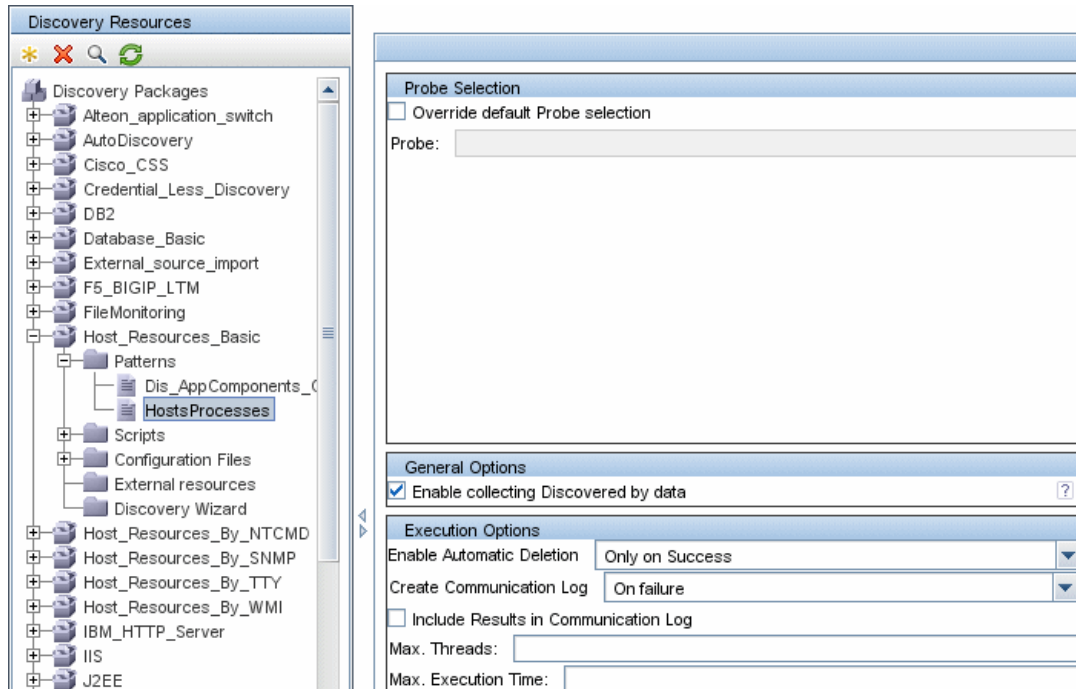 Discovery Resources
Discovery Packages
Alteon_application_switch
AutoDiscovery
Cisco_CSS
Credential_Less_Discovery
DB2
Database_Basic
External_source_import
F5_BIGIP_LTM
FileMonitoring
Host_Resources_Basic
Patterns
Dis_AppComponents_
HostsProcesses
Scripts
Configuration Files
External resources
Discovery Wizard
Host_Resources_By_NTCMD
Host_Resources_By_SNMP
Host_Resources_By_TTY
Host_Resources_By_WMI
IBM_HTTP_Server
IIS
J2EE
Probe Selection
Override default Probe selection
Probe:
General Options
Enable collecting Discovered by data
?
Execution Options
Enable Automatic Deletion Only on Success
Create Communication Log On failure
Include Results in Communication Log
Max. Threads:
Max. Execution Time: